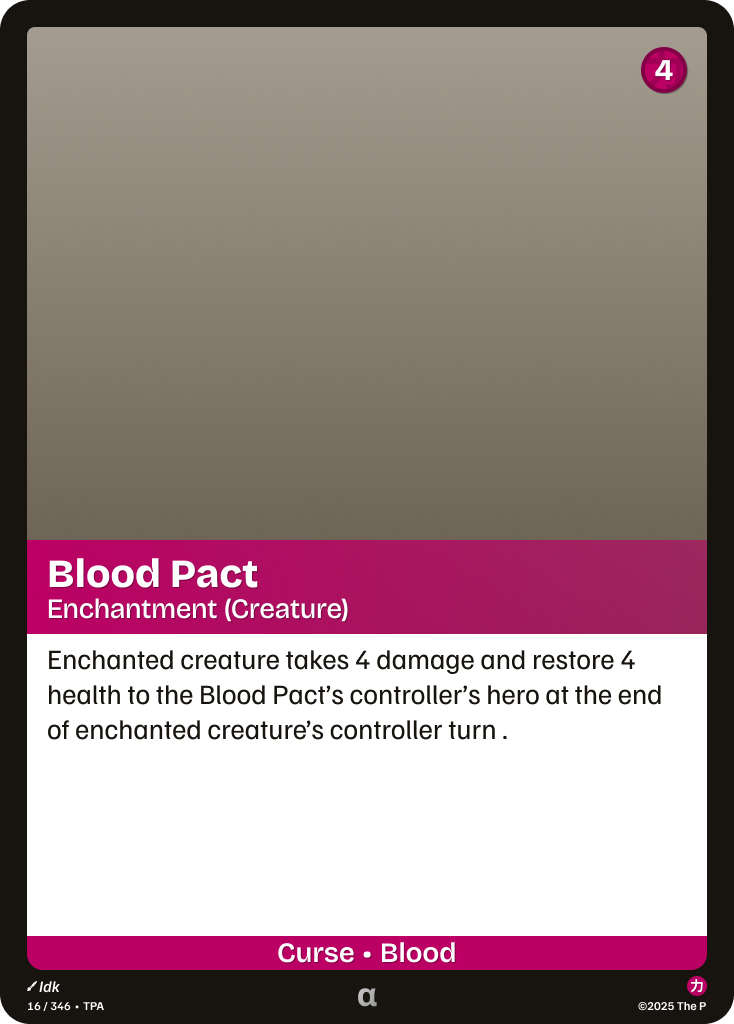 4
Blood Pact
Enchantment (Creature)
Enchanted creature takes 4 damage and restore 4
health to the Blood Pact’s controller’s hero at the end
of enchanted creature’s controller turn .
Curse • Blood
Idk
16 / 346 • TPA
α
力
©2025 The P